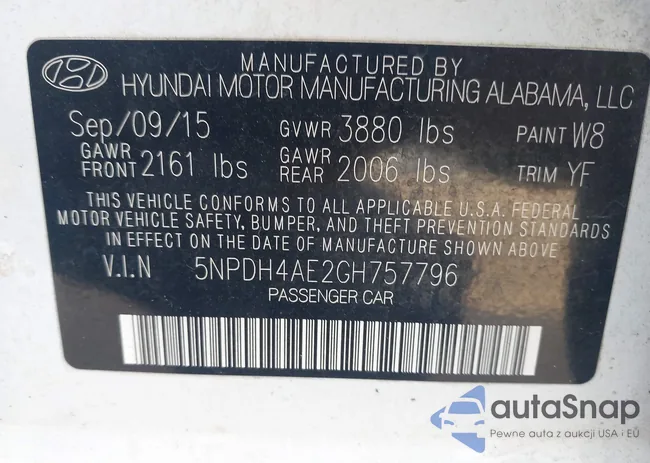 MANUFACTURED BY
HYUNDAI MOTOR MANUFACTURING ALABAMA, LLC
Sep/09/15 GVWR 3880 lbs PAINT W8
GAWR FRONT 2161 lbs GAWR REAR 2006 lbs TRIM YF
THIS VEHICLE CONFORMS TO ALL APPLICABLE U.S.A. FEDERAL
MOTOR VEHICLE SAFETY, BUMPER, AND THEFT PREVENTION STANDARDS
IN EFFECT ON THE DATE OF MANUFACTURE SHOWN ABOVE
V.I.N 5NPDH4AE2GH757796
PASSENGER CAR
autaSnap
Pewne auta z aukcji USA i EU